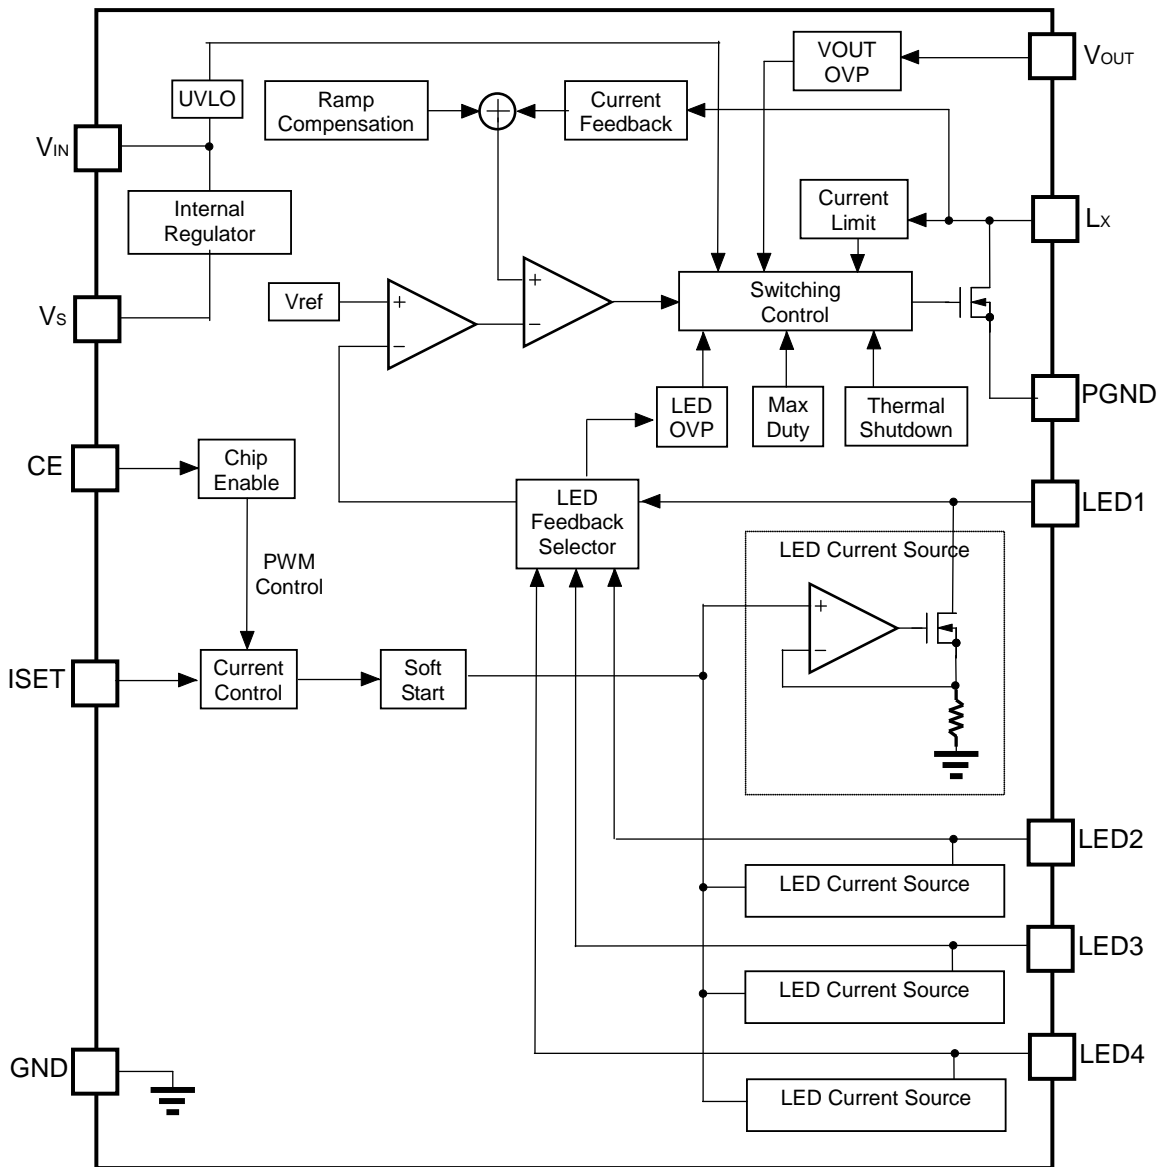 VOUT
OVP
VOUT
UVLO
Ramp
Compensation
+
Current
Feedback
VIN
Internal
Regulator
Current
Limit
LX
Vref
+
−
+
−
Switching
Control
VS
LED
OVP
Max
Duty
Thermal
Shutdown
PGND
CE
Chip
Enable
LED
Feedback
Selector
LED1
PWM
Control
LED Current Source
+
−
ISET
Current
Control
Soft
Start
LED2
LED Current Source
LED3
LED Current Source
GND
LED4
LED Current Source